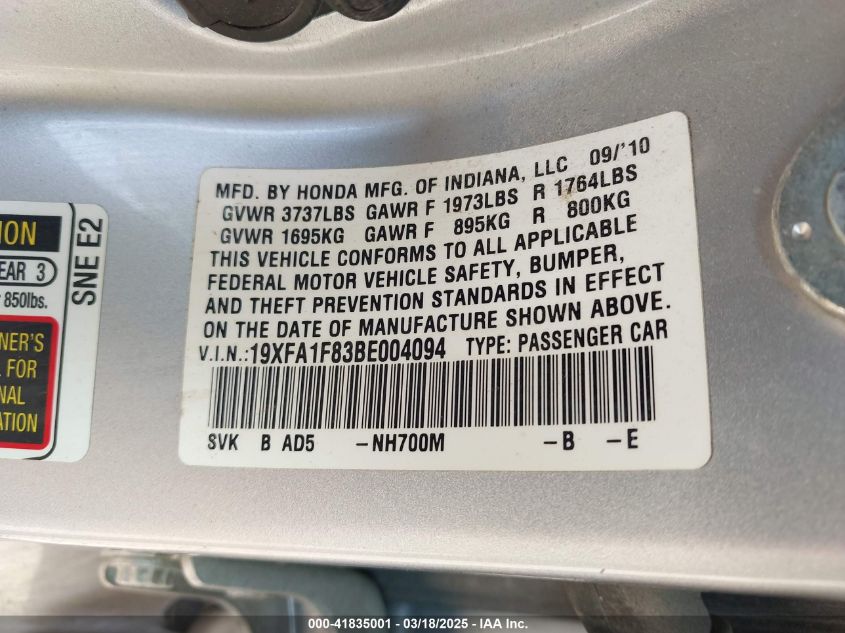 MFD. BY HONDA MFG. OF INDIANA, LLC 09/'10
GVWR 3737LBS GAWR F 1973LBS R 1764LBS
GVWR 1695KG GAWR F 895KG R 800KG
THIS VEHICLE CONFORMS TO ALL APPLICABLE
FEDERAL MOTOR VEHICLE SAFETY, BUMPER,
AND THEFT PREVENTION STANDARDS IN EFFECT
ON THE DATE OF MANUFACTURE SHOWN ABOVE.
V.I.N.:19XFA1F83BE004094 TYPE: PASSENGER CAR
SVK B AD5 -NH700M -B -E
ION
EAR 3
850lbs.
NER'S
L FOR
NAL
ATION
SNE E2
000-41835001 / 03/18/2025 / IAA Inc.